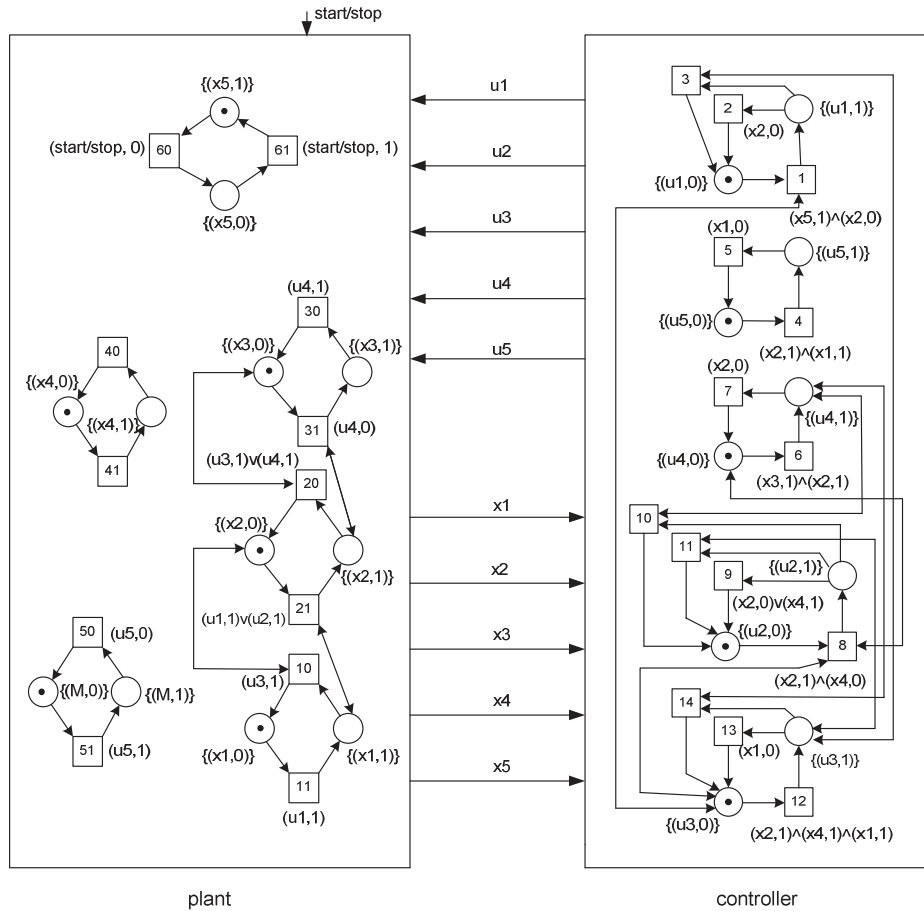 start/stop
{(x5,1)}
(start/stop, 0)
60
61
(start/stop, 1)
{(x5,0)}
(u4,1)
30
{(x3,0)}
{(x3,1)}
31
(u4,0)
40
{(x4,0)}
{(x4,1)}
41
(u3,1)v(u4,1)
20
{(x2,0)}
{(x2,1)}
21
(u1,1)v(u2,1)
50
(u5,0)
{(M,0)}
{(M,1)}
51
(u5,1)
10
(u3,1)
{(x1,0)}
{(x1,1)}
11
(u1,1)
plant
u1
u2
u3
u4
u5
x1
x2
x3
x4
x5
3
2
{(u1,1)}
(x2,0)
{(u1,0)}
1
(x5,1)^(x2,0)
(x1,0)
5
{(u5,1)}
{(u5,0)}
4
(x2,1)^(x1,1)
(x2,0)
7
{(u4,1)}
{(u4,0)}
6
(x3,1)^(x2,1)
10
11
{(u2,1)}
9
(x2,0)v(x4,1)
{(u2,0)}
8
(x2,1)^(x4,0)
14
13
(x1,0)
{(u3,1)}
12
{(u3,0)}
(x2,1)^(x4,1)^(x1,1)
controller